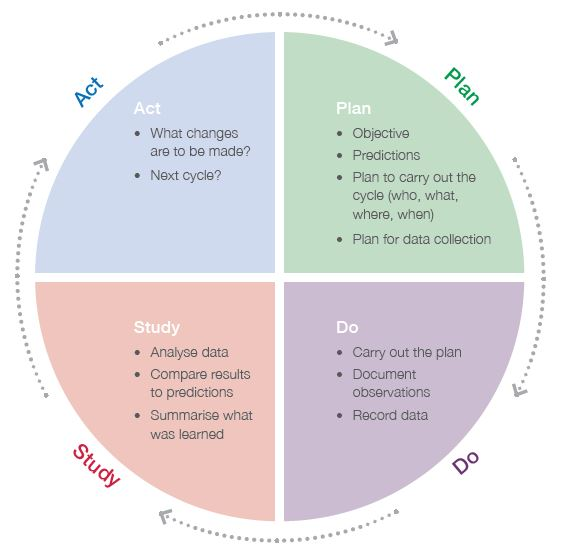 Act
Plan
Act
• What changes
are to be made?
• Next cycle?
Plan
• Objective
• Predictions
• Plan to carry out the
cycle (who, what,
where, when)
• Plan for data collection
Study
• Analyse data
• Compare results
to predictions
• Summarise what
was learned
Do
• Carry out the plan
• Document
observations
• Record data
Study
Do